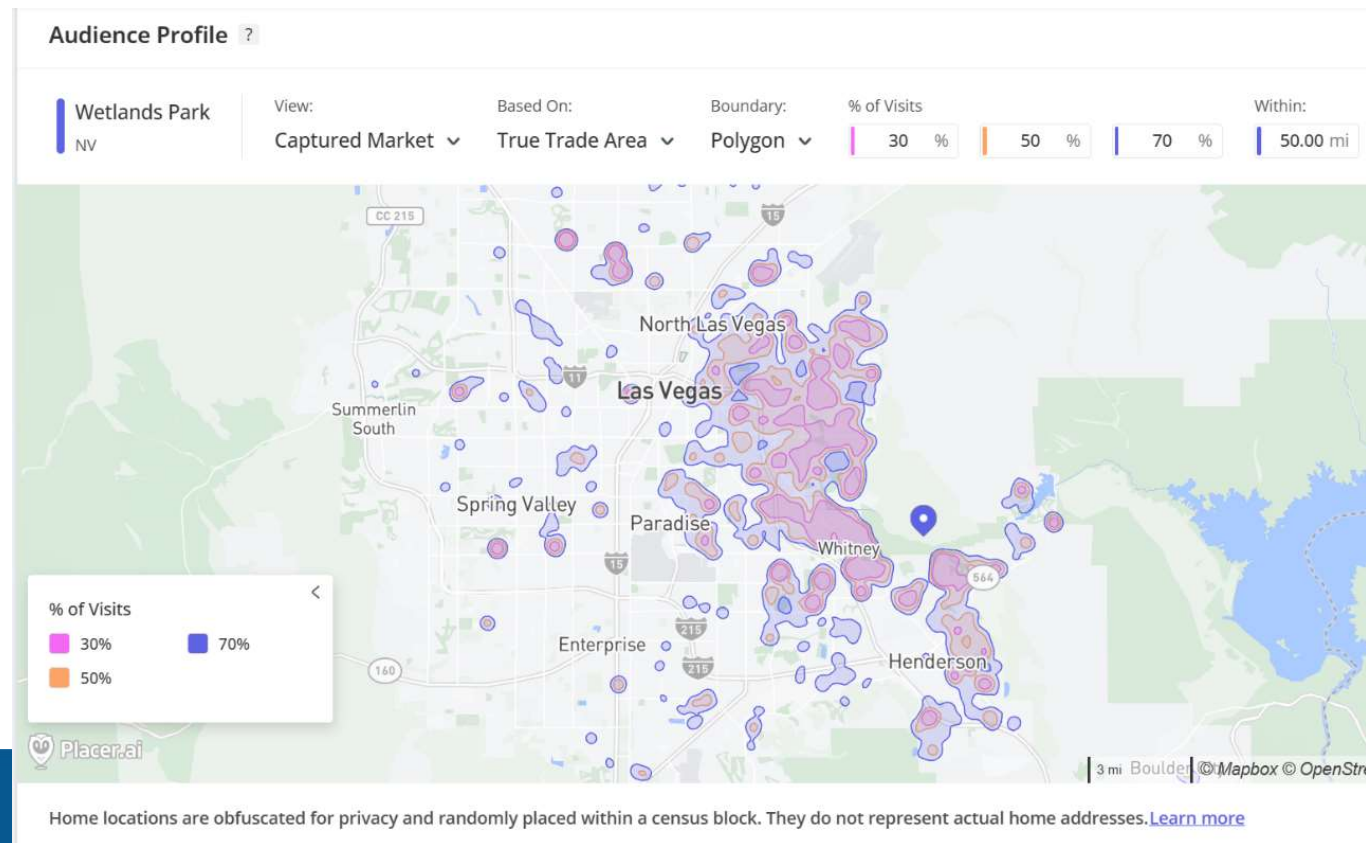 Audience Profile ?
Wetlands Park
NV
View:
Captured Market
Based On:
True Trade Area
Boundary:
Polygon
% of Visits
30 %
50 %
70 %
Within:
50.00 mi
CC 215
15
North Las Vegas
11
Las Vegas
Summerlin
South
Spring Valley
Paradise
Whitney
15
564
% of Visits
30%
70%
50%
215
Enterprise
215
160
Henderson
Placer.ai
3 mi
Boulder
© Mapbox © OpenStre
Home locations are obfuscated for privacy and randomly placed within a census block. They do not represent actual home addresses. Learn more